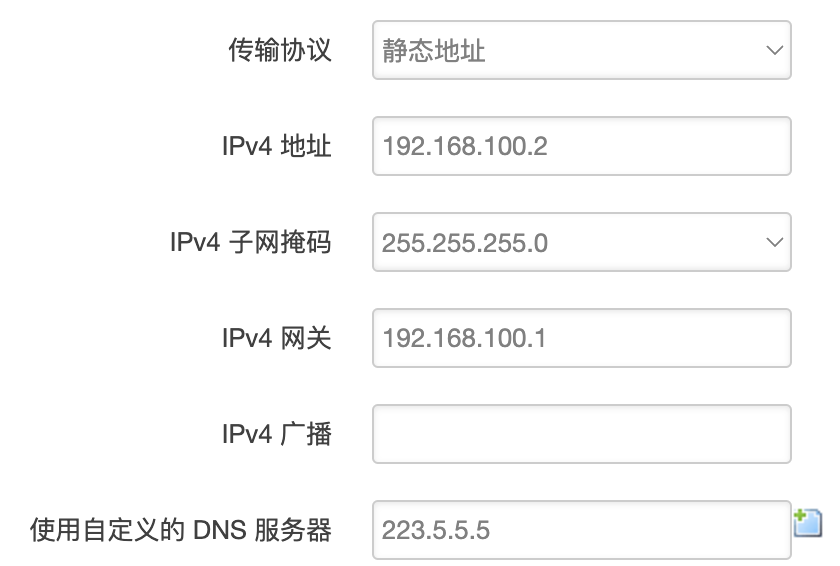 传输协议 静态地址
IPv4 地址 192.168.100.2
IPv4 子网掩码 255.255.255.0
IPv4 网关 192.168.100.1
IPv4 广播
使用自定义的 DNS 服务器 223.5.5.5